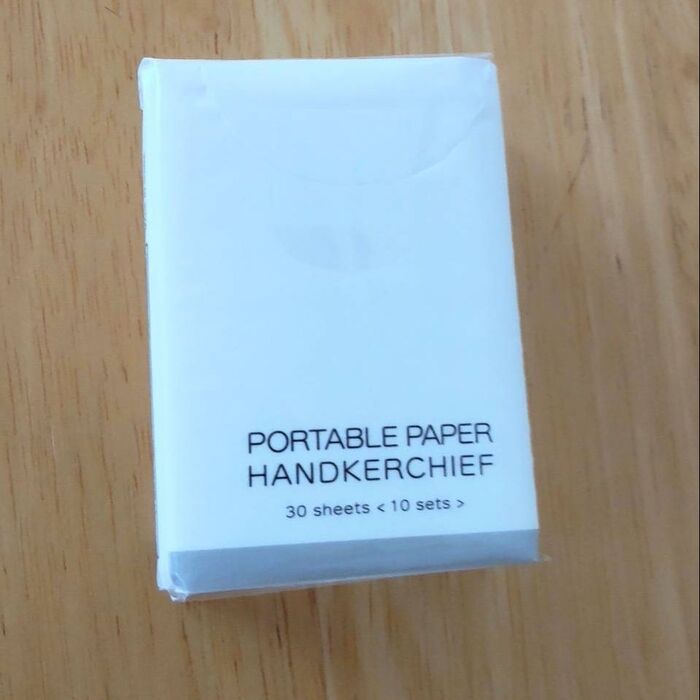 PORTABLE PAPER
HANDKERCHIEF
30 sheets < 10 sets >